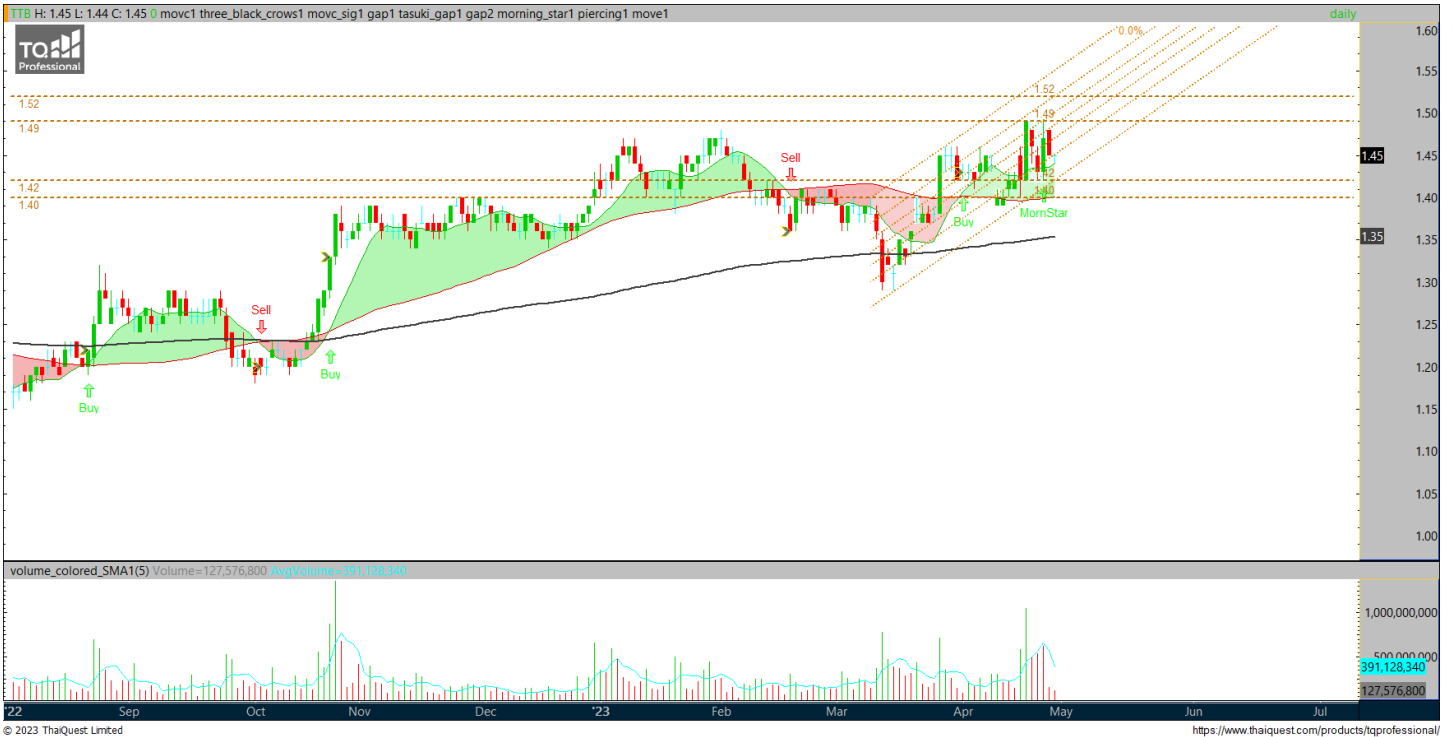 TTB H: 1.45 L: 1.44 C: 1.45 0 movc1 three_black_crows1 movc_sig1 gap1 tasuki_gap1 gap2 morning_star1 piercing1 move1 daily
TQ
Professional
0.0%
1.60
1.55
1.52
1.52
1.50
1.49
1.49
Sell
1.45
1.42
1.42
1.40
1.40
1.40
Buy
MornStar
1.35
1.30
Sell
1.25
Buy
1.20
Buy
1.15
1.10
1.05
1.00
volume_colored_SMA1(5) Volume=127,576,800 AvgVolume=391,128,340
1,000,000,000
500,000,000
391,128,340
127,576,800
'22 Sep Oct Nov Dec '23 Feb Mar Apr May Jun Jul
© 2023 ThaiQuest Limited https://www.thaiquest.com/products/tqprofessional/